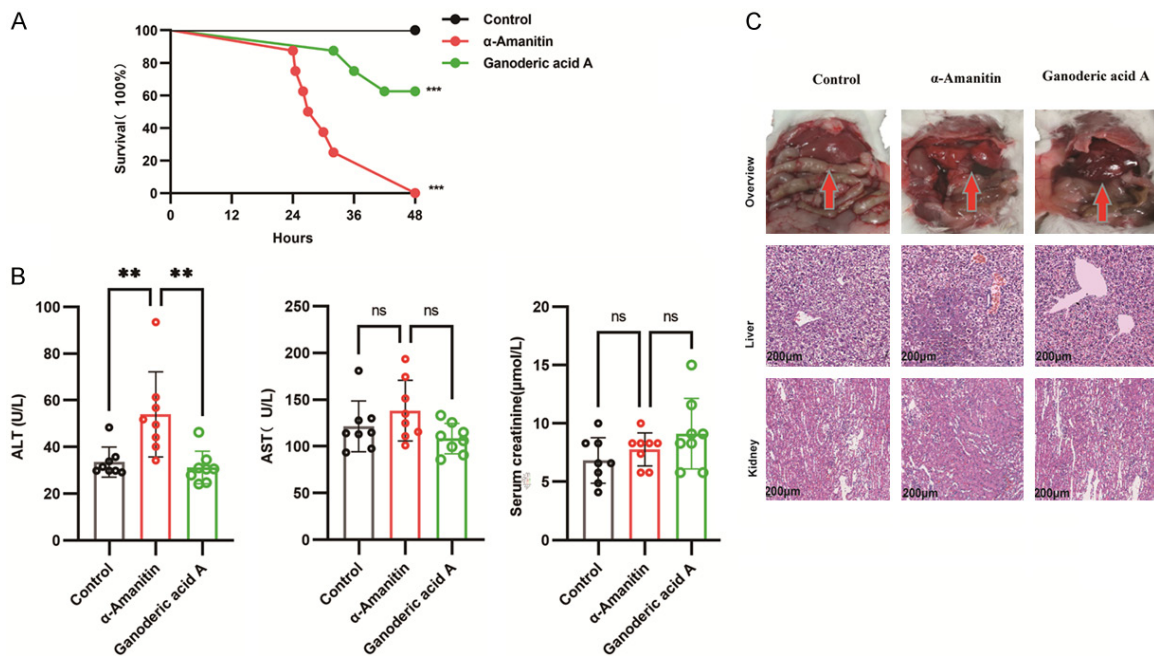 A
Control
α-Amanitin
Ganoderic acid A
Survival( 100%)
100
80
60
40
20
0
***
***
0 12 24 36 48
Hours
B
ALT (U/L)
100
80
60
40
20
0
** **
Control
α-Amanitin
Ganoderic acid A
AST( U/L)
250
200
150
100
50
0
ns ns
Control
α-Amanitin
Ganoderic acid A
Serum creatinine(μmol/L)
20
15
10
5
0
ns ns
Control
α-Amanitin
Ganoderic acid A
C
Control α-Amanitin Ganoderic acid A
Overview
Liver
200μm 200μm 200μm
Kidney
200μm 200μm 200μm